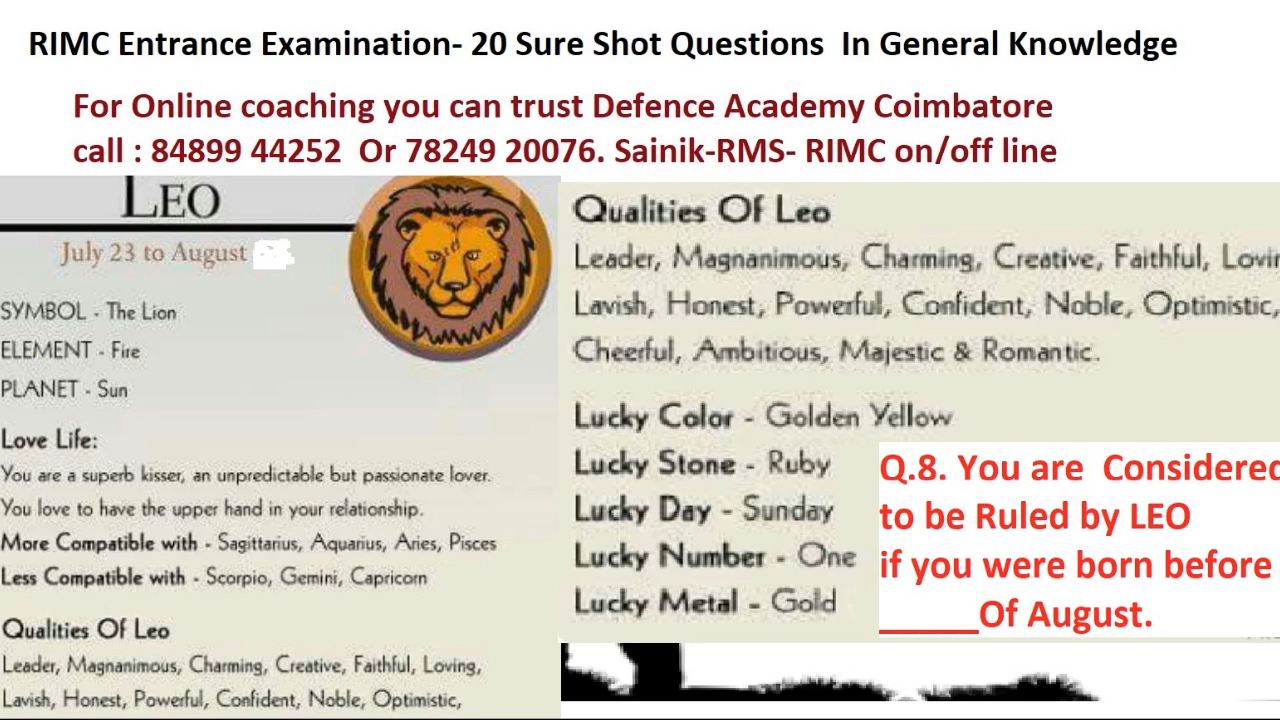 RIMC Entrance Examination- 20 Sure Shot Questions In General Knowledge
For Online coaching you can trust Defence Academy Coimbatore
call : 84899 44252 Or 78249 20076. Sainik-RMS- RIMC on/off line
LEO
July 23 to August
SYMBOL - The Lion
ELEMENT - Fire
PLANET - Sun
Love Life:
You are a superb kisser, an unpredictable but passionate lover.
You love to have the upper hand in your relationship.
More Compatible with - Sagittarius, Aquarius, Aries, Pisces
Less Compatible with - Scorpio, Gemini, Capricorn
Qualities Of Leo
Leader, Magnanimous, Charming, Creative, Faithful, Loving,
Lavish, Honest, Powerful, Confident, Noble, Optimistic,
Qualities Of Leo
Leader, Magnanimous, Charming, Creative, Faithful, Lovin
Lavish, Honest, Powerful, Confident, Noble, Optimistic,
Cheerful, Ambitious, Majestic & Romantic.
Lucky Color - Golden Yellow
Lucky Stone - Ruby
Lucky Day - Sunday
Lucky Number - One
Lucky Metal - Gold
Q.8. You are Considered
to be Ruled by LEO
if you were born before
_____Of August.